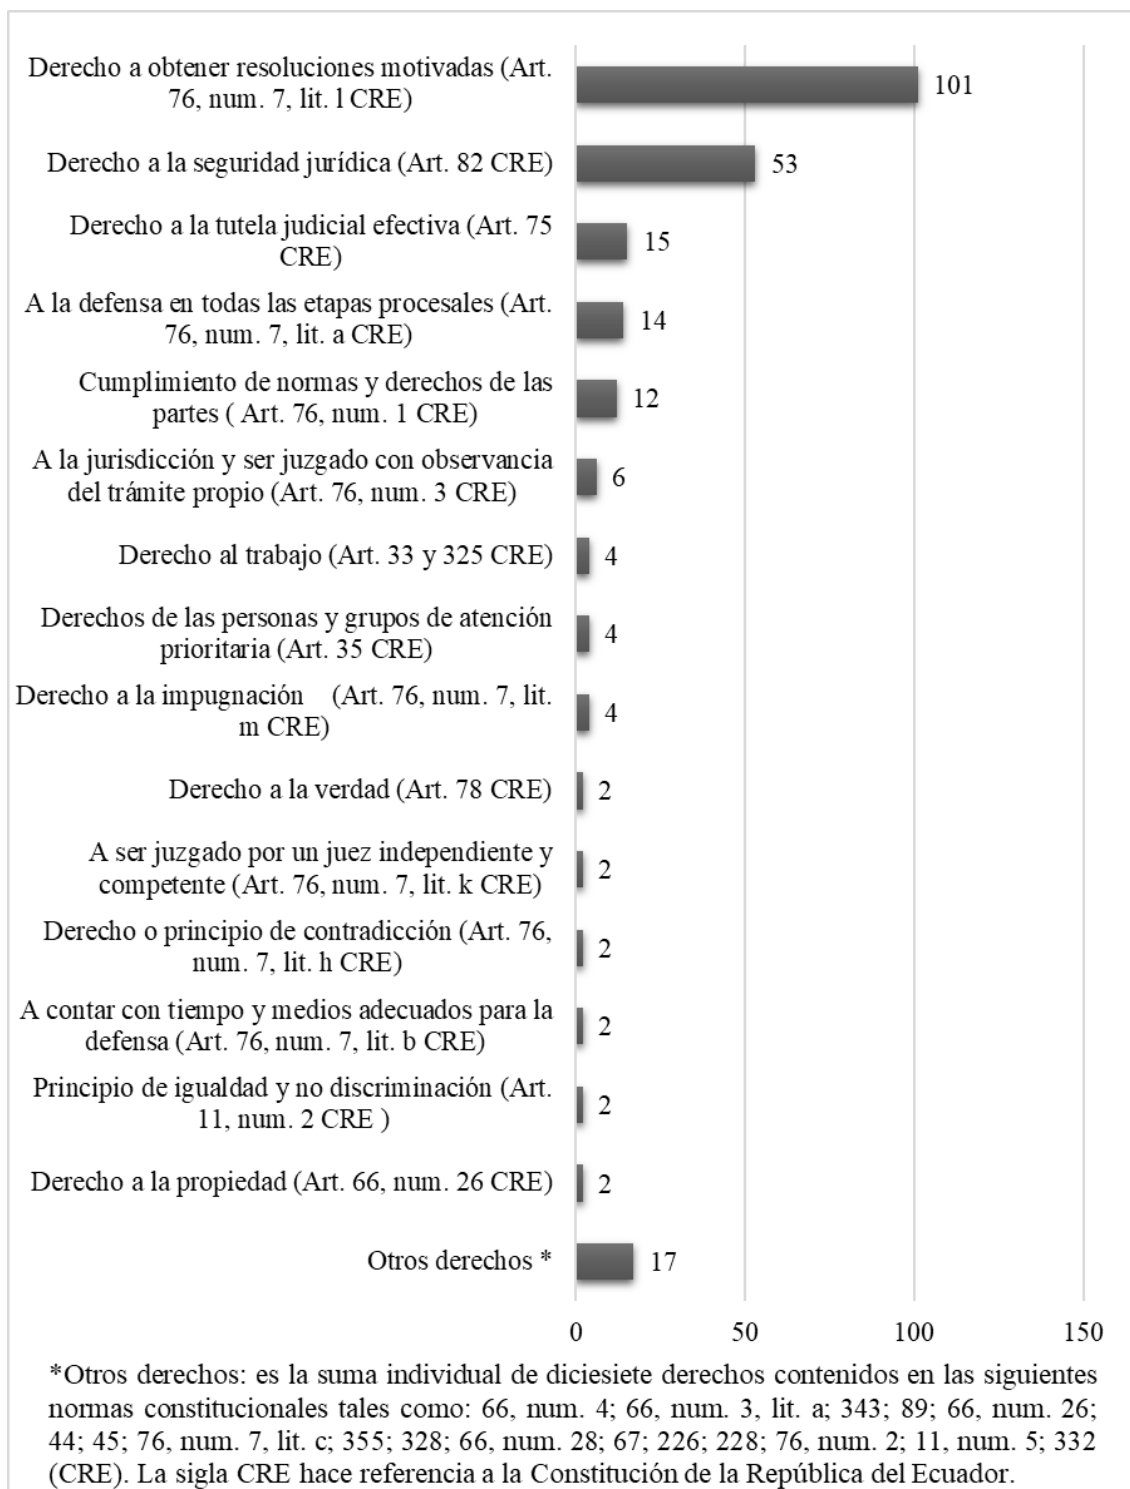 Derecho a obtener resoluciones motivadas (Art.
76, num. 7, lit. l CRE)
101
Derecho a la seguridad jurídica (Art. 82 CRE)
53
Derecho a la tutela judicial efectiva (Art. 75
CRE)
15
A la defensa en todas las etapas procesales (Art.
76, num. 7, lit. a CRE)
14
Cumplimiento de normas y derechos de las
partes ( Art. 76, num. 1 CRE)
12
A la jurisdicción y ser juzgado con observancia
del trámite propio (Art. 76, num. 3 CRE)
6
Derecho al trabajo (Art. 33 y 325 CRE)
4
Derechos de las personas y grupos de atención
prioritaria (Art. 35 CRE)
4
Derecho a la impugnación (Art. 76, num. 7, lit.
m CRE)
4
Derecho a la verdad (Art. 78 CRE)
2
A ser juzgado por un juez independiente y
competente (Art. 76, num. 7, lit. k CRE)
2
Derecho o principio de contradicción (Art. 76,
num. 7, lit. h CRE)
2
A contar con tiempo y medios adecuados para la
defensa (Art. 76, num. 7, lit. b CRE)
2
Principio de igualdad y no discriminación (Art.
11, num. 2 CRE )
2
Derecho a la propiedad (Art. 66, num. 26 CRE)
2
Otros derechos *
17
0 50 100 150
*Otros derechos: es la suma individual de diciesiete derechos contenidos en las siguientes
normas constitucionales tales como: 66, num. 4; 66, num. 3, lit. a; 343; 89; 66, num. 26;
44; 45; 76, num. 7, lit. c; 355; 328; 66, num. 28; 67; 226; 228; 76, num. 2; 11, num. 5; 332
(CRE). La sigla CRE hace referencia a la Constitución de la República del Ecuador.